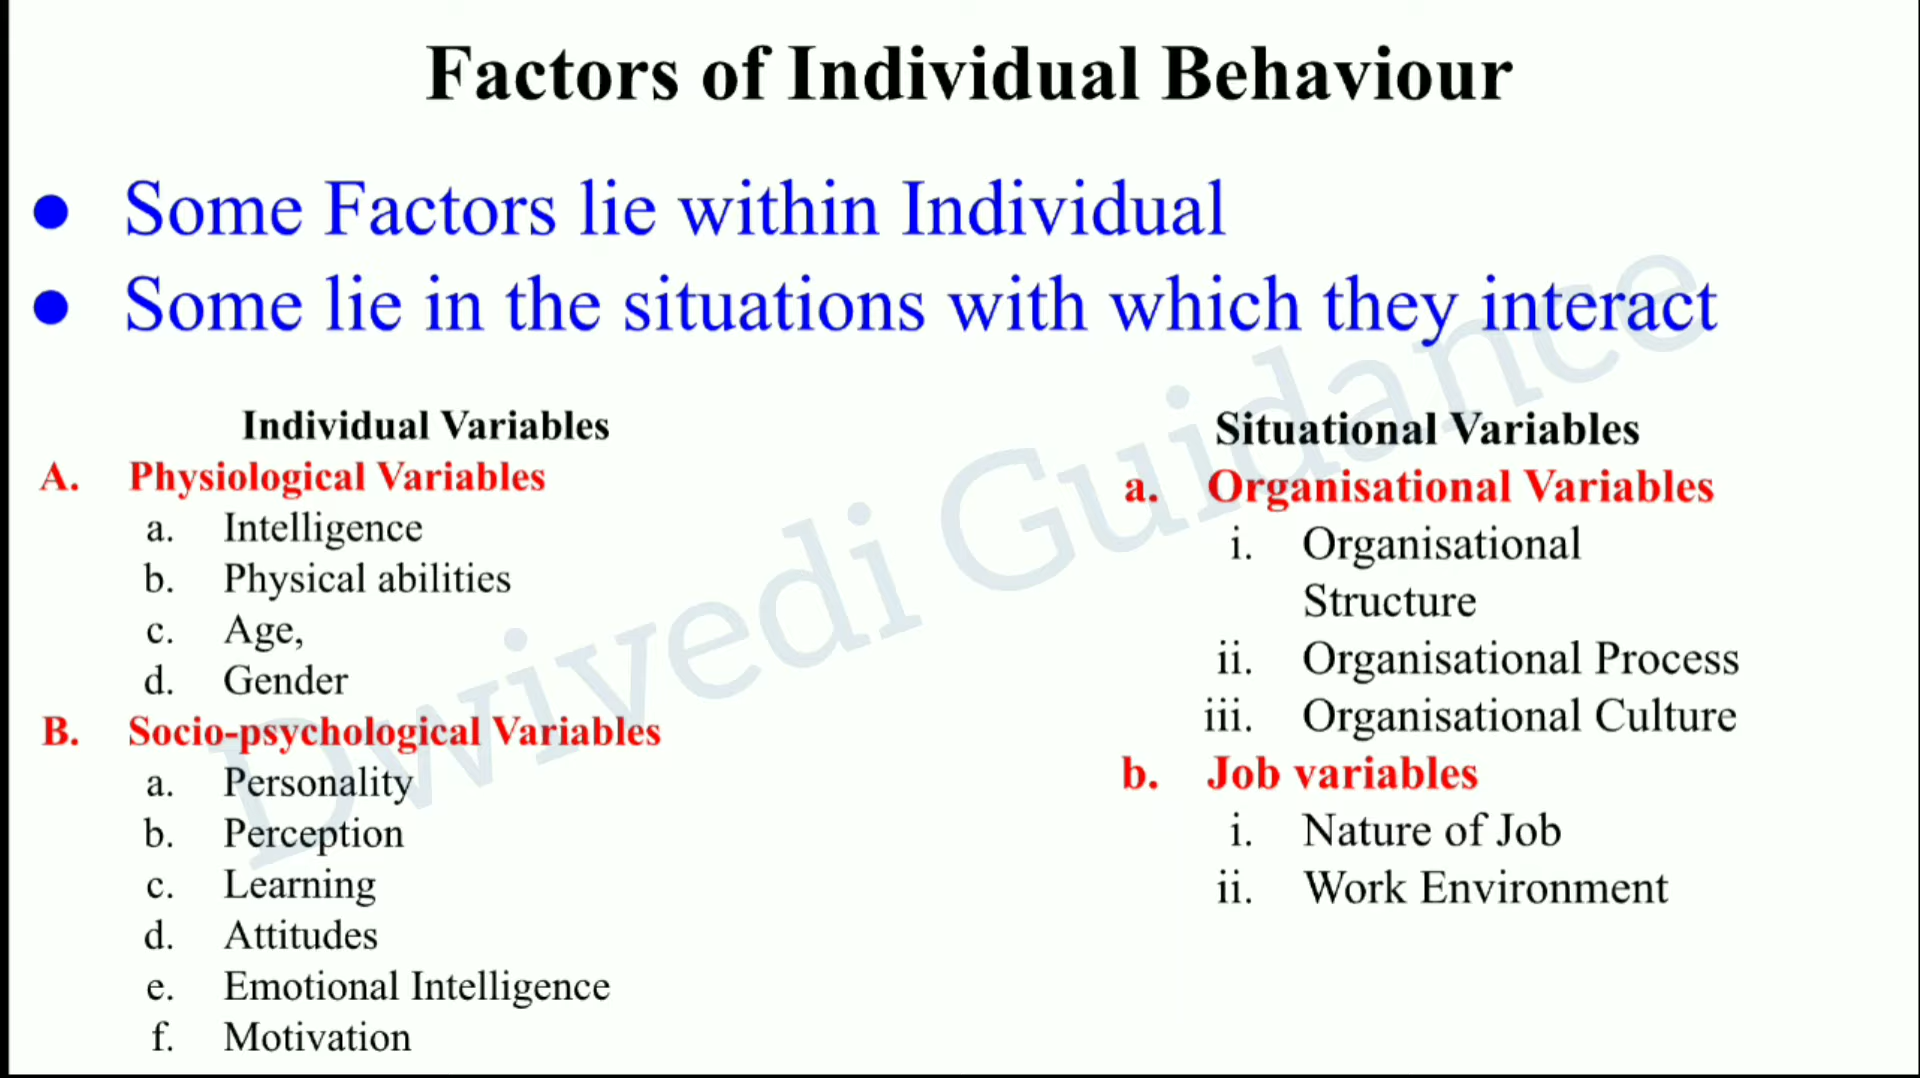 Factors of Individual Behaviour
● Some Factors lie within Individual
● Some lie in the situations with which they interact
Individual Variables
A. Physiological Variables
a. Intelligence
b. Physical abilities
c. Age,
d. Gender
B. Socio-psychological Variables
a. Personality
b. Perception
c. Learning
d. Attitudes
e. Emotional Intelligence
f. Motivation
Situational Variables
a. Organisational Variables
i. Organisational
Structure
ii. Organisational Process
iii. Organisational Culture
b. Job variables
i. Nature of Job
ii. Work Environment
Dwivedi Guidance